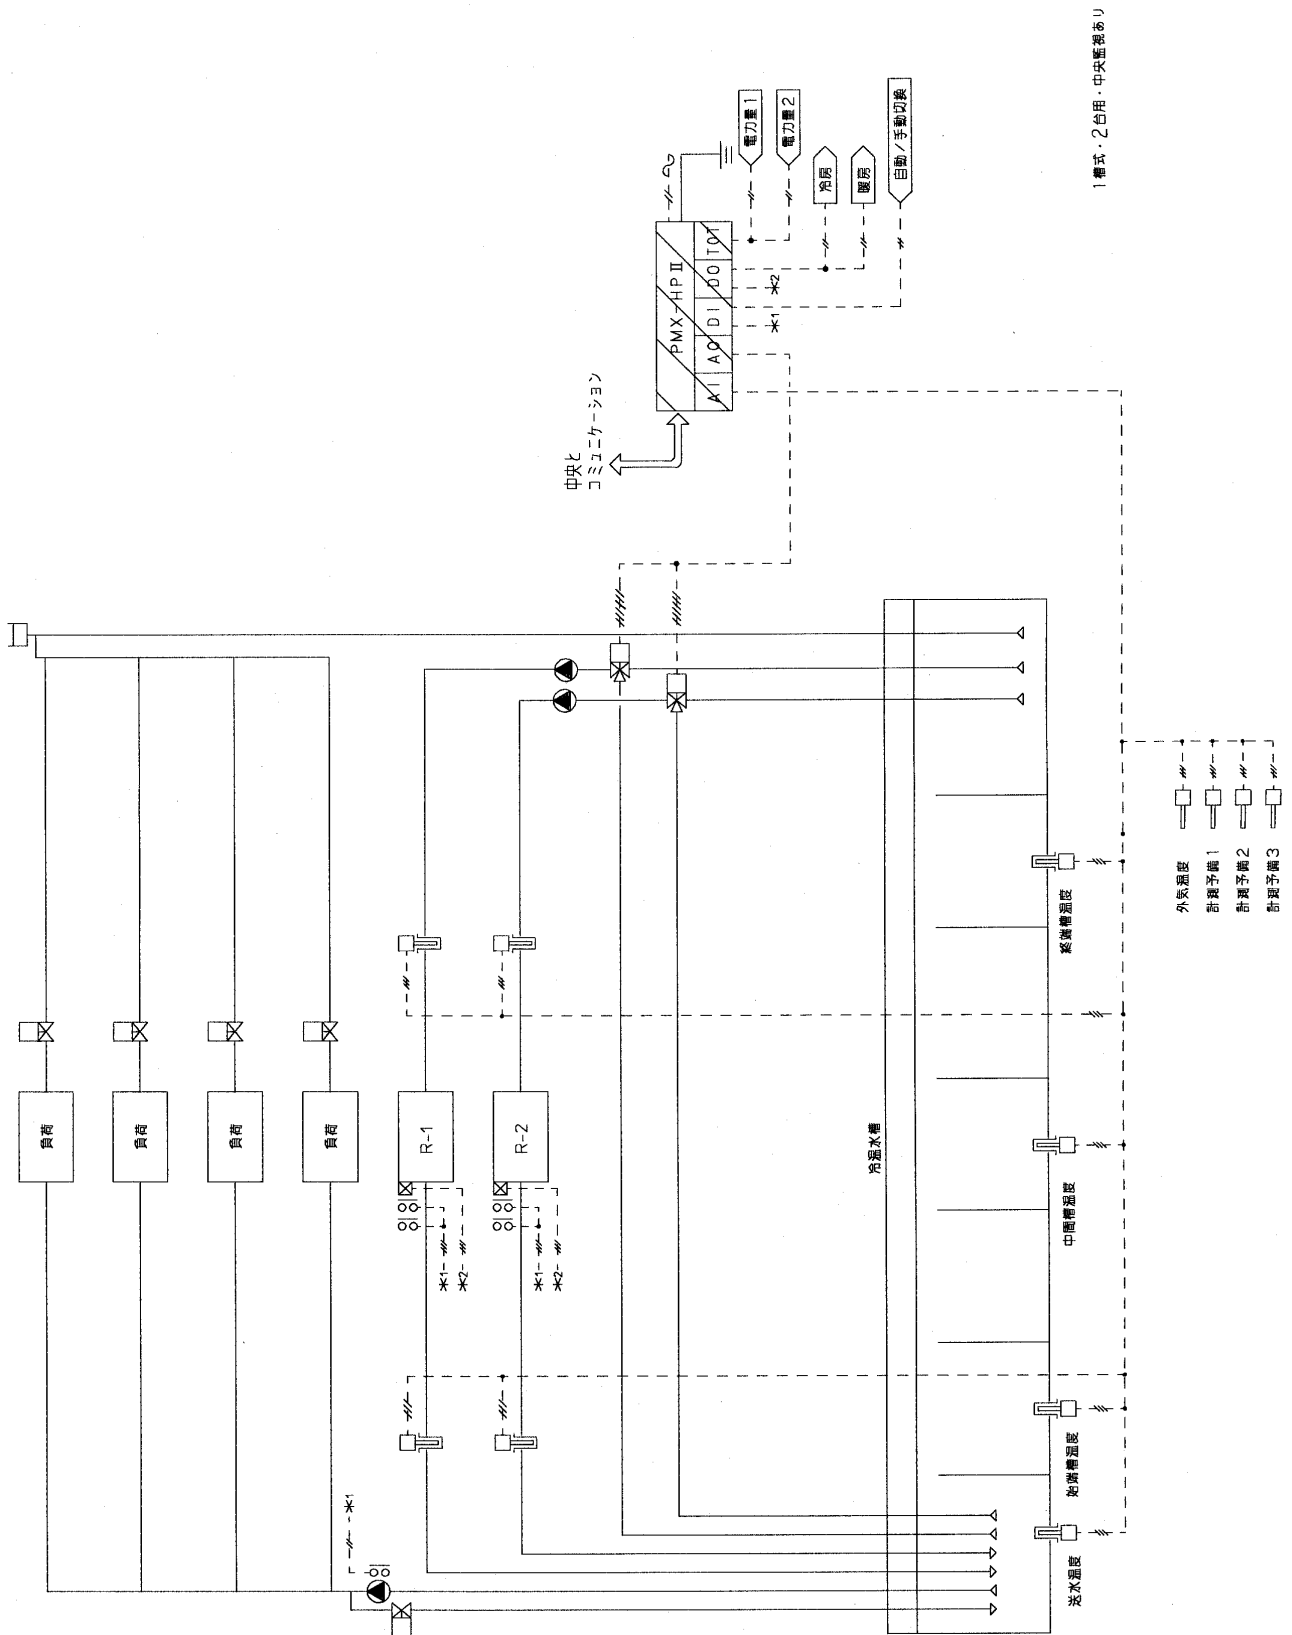 1槽式・2台用・中央監視あり
電力量1
電力量2
冷房
暖房
自動/手動切換
PMX-HPⅡ
AI
AO
DI
DO
TOT
※1
※2
中央と
コミュニケーション
負荷
負荷
負荷
負荷
R-1
R-2
※1
※2
※1
※2
※1
冷温水槽
送水温度
始端槽温度
中間槽温度
終端槽温度
外気温度
計測予備1
計測予備2
計測予備3